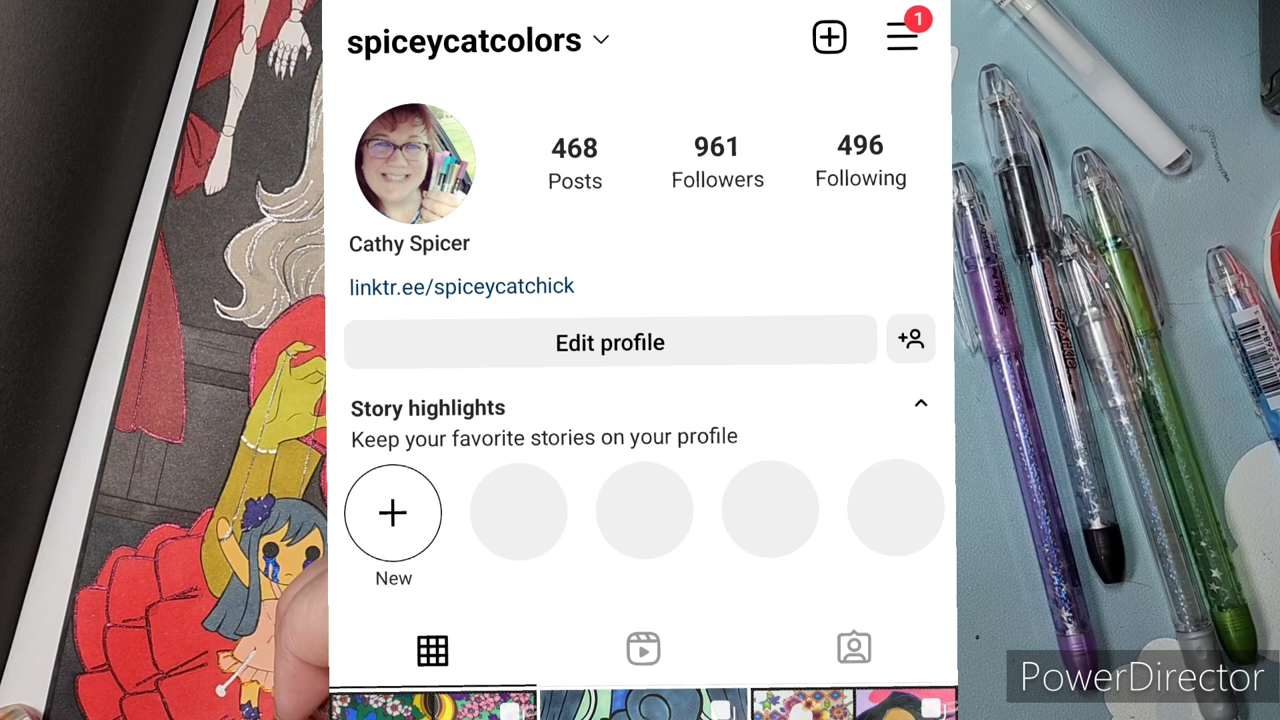 spiceycatcolors
1
468 961 496
Posts Followers Following
Cathy Spicer
linktr.ee/spiceycatchick
Edit profile
Story highlights
Keep your favorite stories on your profile
New
PowerDirector